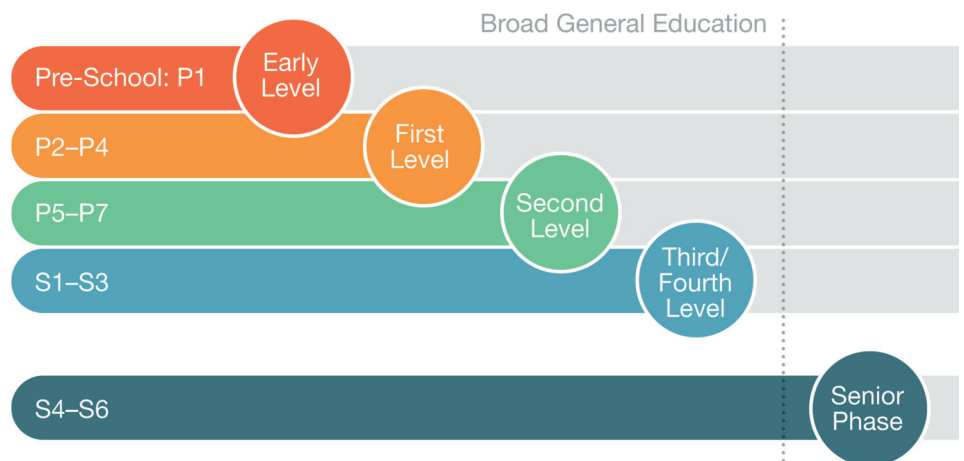 Broad General Education
Pre-School: P1
Early
Level
P2–P4
First
Level
P5–P7
Second
Level
S1–S3
Third/
Fourth
Level
S4–S6
Senior
Phase